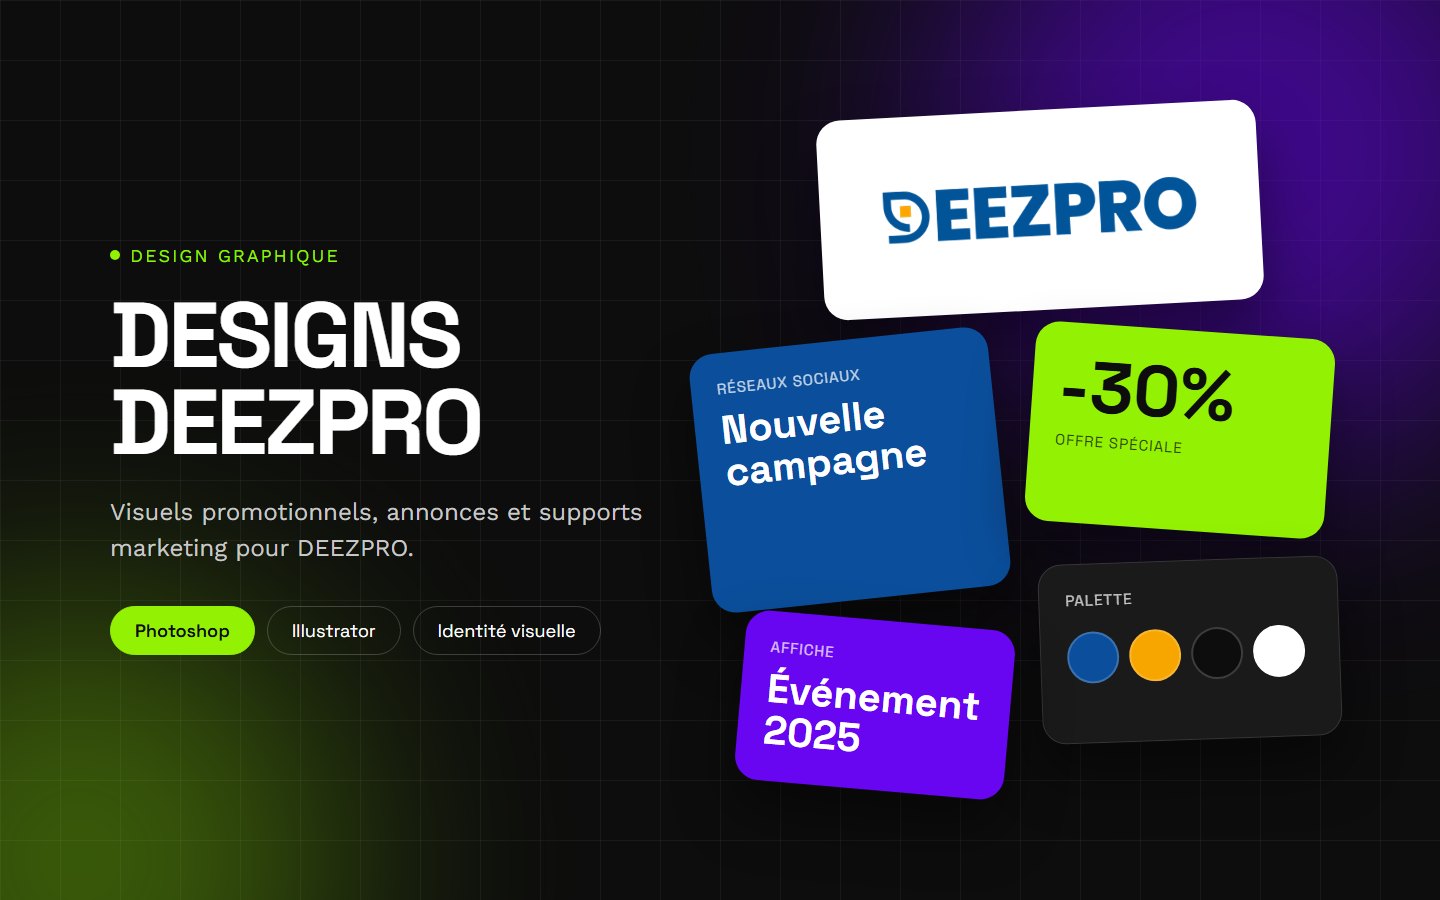 DESIGN GRAPHIQUE
DESIGNS
DEEZPRO
Visuels promotionnels, annonces et supports
marketing pour DEEZPRO.
Photoshop
Illustrator
Identité visuelle
DEEZPRO
RÉSEAUX SOCIAUX
Nouvelle
campagne
-30%
OFFRE SPÉCIALE
AFFICHE
Événement
2025
PALETTE